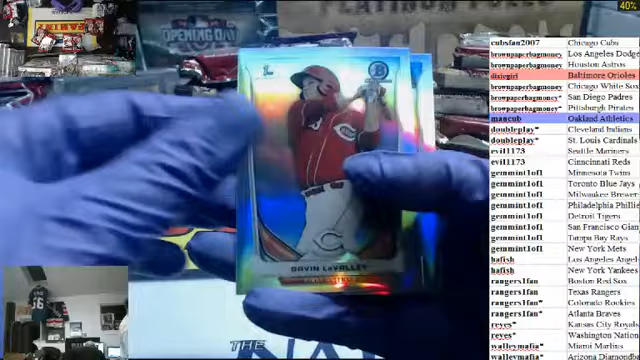 40%
OPENING DAY
cubsfan2007 Chicago Cubs
brownpaperbagmoney Los Angeles Dodge
brownpaperbagmoney Houston Astros
dixiegirl Baltimore Orioles
brownpaperbagmoney Chicago White Sox
brownpaperbagmoney* San Diego Padres
brownpaperbagmoney* Pittsburgh Pirates
mancub Oakland Athletics
doubleplay* Cleveland Indians
doubleplay* St. Louis Cardinals
evil1173 Seattle Mariners
evil1173 Cincinnati Reds
gemmint1of1 Minnesota Twins
gemmint1of1 Toronto Blue Jays
gemmint1of1 Milwaukee Brewers
gemmint1of1 Philadelphia Phillie
gemmint1of1 Detroit Tigers
gemmint1of1 San Francisco Gian
gemmint1of1 Tampa Bay Rays
gemmint1of1 New York Mets
hafish Los Angeles Angel
hafish New York Yankees
rangers1fan Boston Red Sox
rangers1fan Texas Rangers
rangers1fan* Colorado Rockies
rangers1fan* Atlanta Braves
reyes* Kansas City Royals
reyes* Washington Nation
walleymafia* Miami Marlins
walleymafia* Arizona Diamondba
1st
B
C
GAVIN LaVALLEY
THE